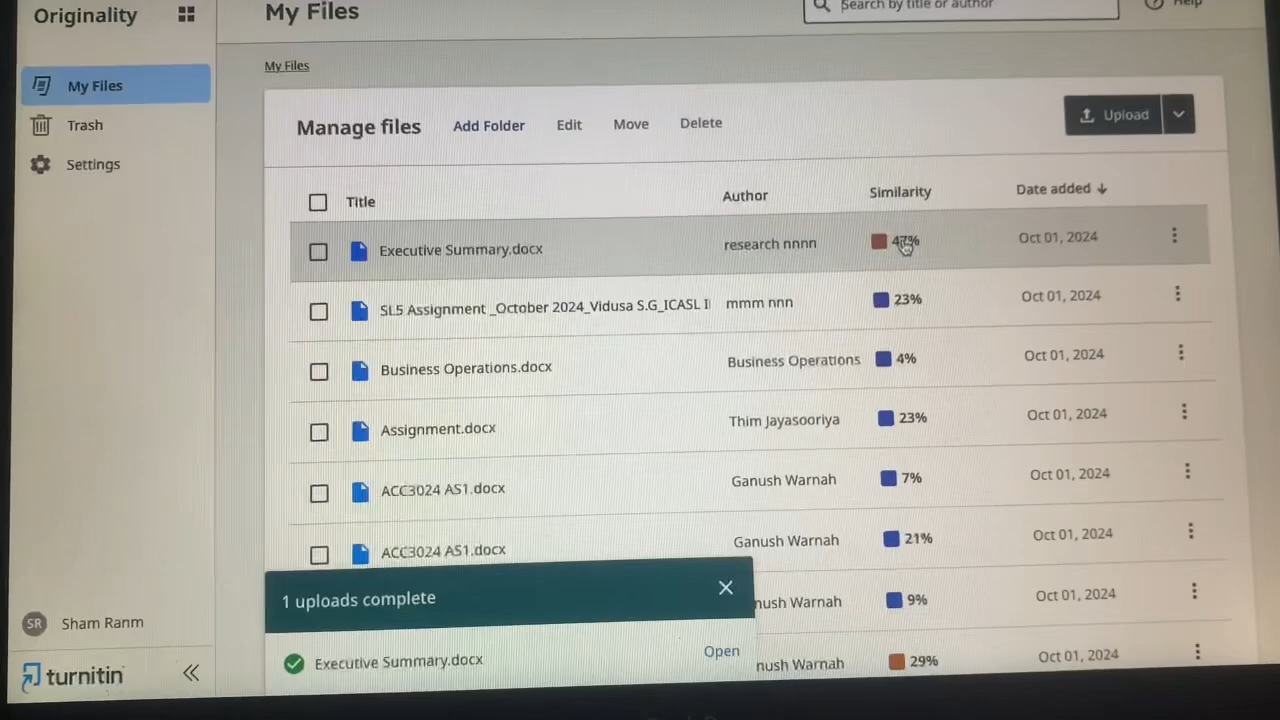 Originality
My Files
Search by title or author
Help
My Files
Trash
Settings
My Files
Manage files
Add Folder
Edit
Move
Delete
Upload
Title
Author
Similarity
Date added
Executive Summary.docx
research nnnn
47%
Oct 01, 2024
SL5 Assignment _October 2024_Vidusa S.G_ICASL I
mmm nnn
23%
Oct 01, 2024
Business Operations.docx
Business Operations
4%
Oct 01, 2024
Assignment.docx
Thim Jayasooriya
23%
Oct 01, 2024
ACC3024 AS1.docx
Ganush Warnah
7%
Oct 01, 2024
ACC3024 AS1.docx
Ganush Warnah
21%
Oct 01, 2024
nush Warnah
9%
Oct 01, 2024
nush Warnah
29%
Oct 01, 2024
1 uploads complete
Executive Summary.docx
Open
SR
Sham Ranm
turnitin